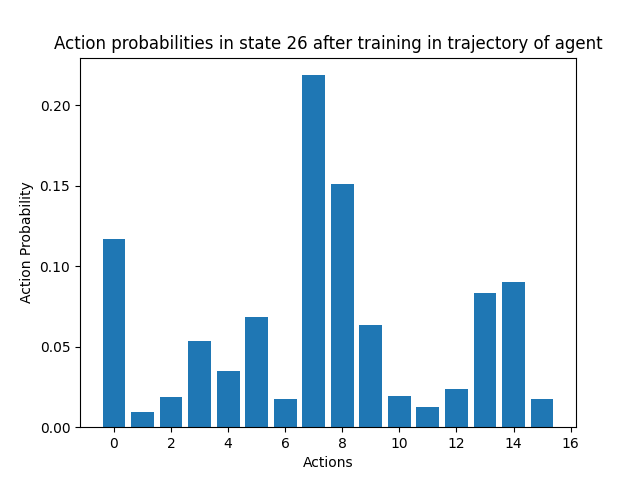 Action probabilities in state 26 after training in trajectory of agent
0.20
0.15
0.10
0.05
0.00
Action Probability
0 2 4 6 8 10 12 14 16
Actions